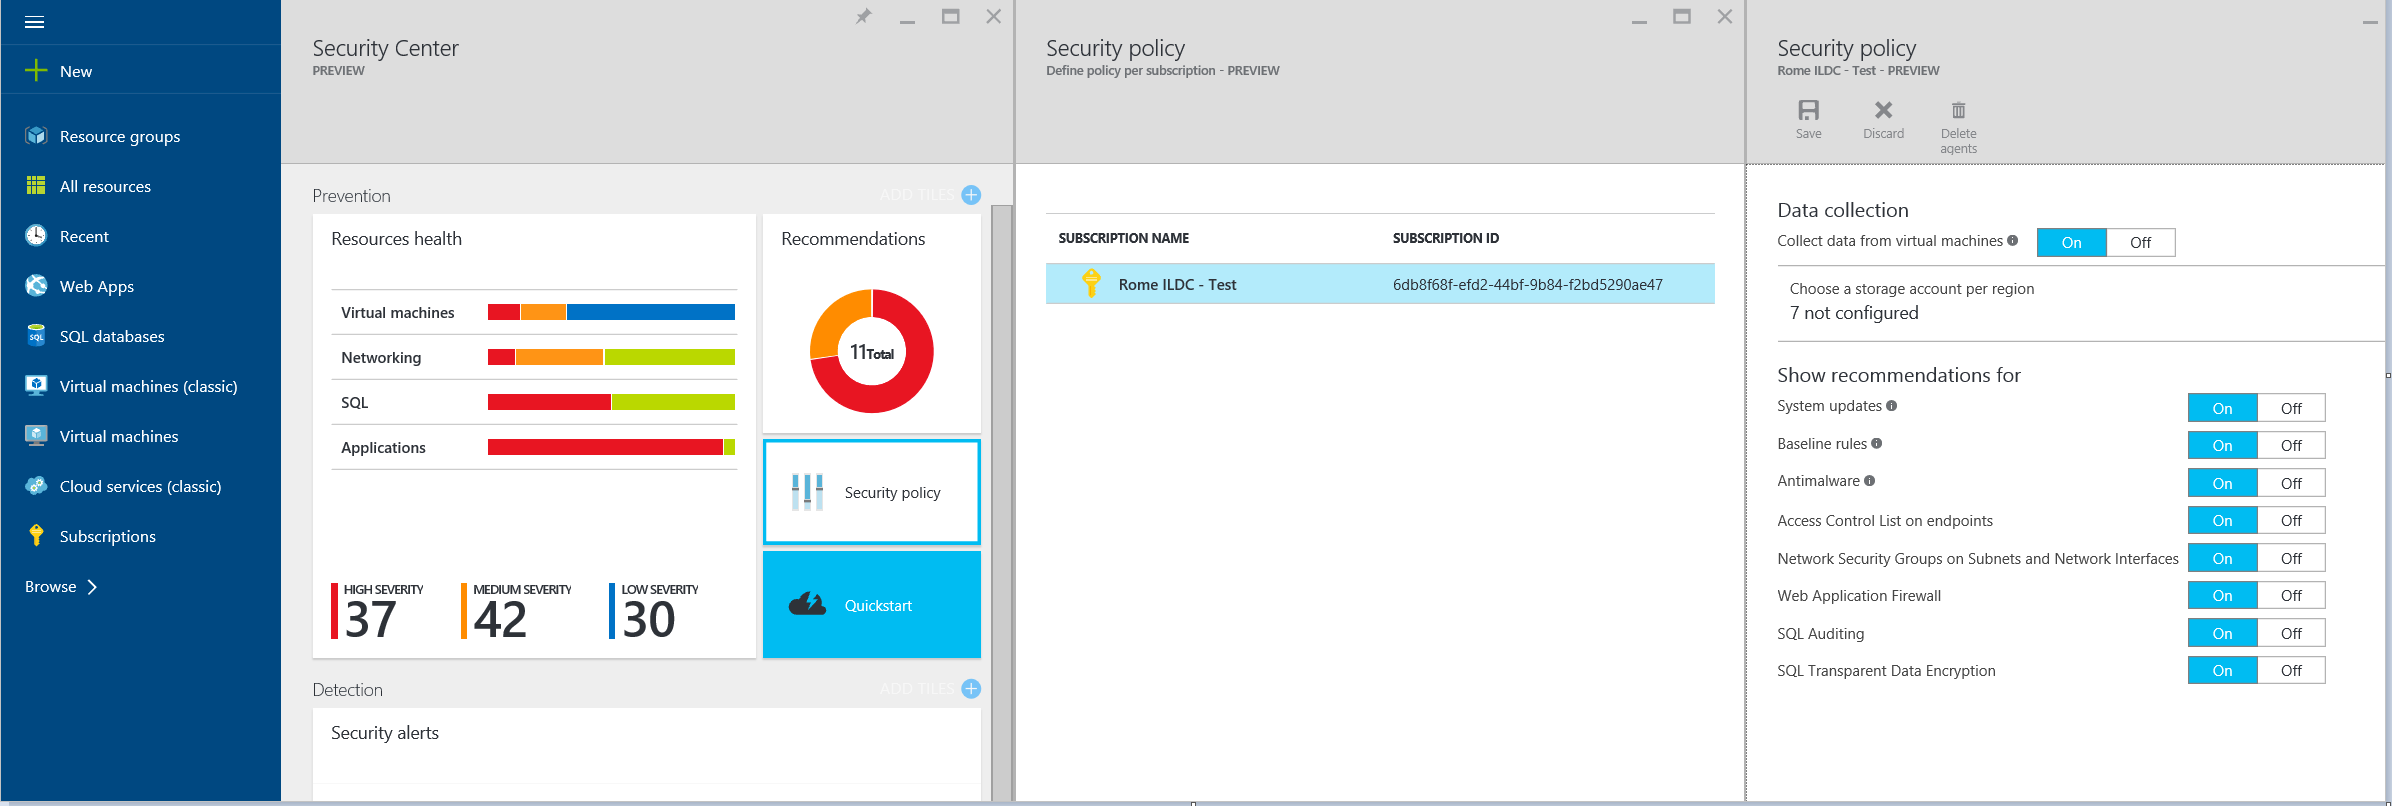 New
Resource groups
All resources
Recent
Web Apps
SQL databases
SQL
Virtual machines (classic)
Virtual machines
Cloud services (classic)
Subscriptions
Browse
Security Center
PREVIEW
Prevention
ADD TILES
Resources health
Virtual machines
Networking
SQL
Applications
HIGH SEVERITY
37
MEDIUM SEVERITY
42
LOW SEVERITY
30
Recommendations
11 Total
Security policy
Quickstart
Detection
ADD TILES
Security alerts
Security policy
Define policy per subscription - PREVIEW
SUBSCRIPTION NAME SUBSCRIPTION ID
Rome ILDC - Test 6db8f68f-efd2-44bf-9b84-f2bd5290ae47
Security policy
Rome ILDC - Test - PREVIEW
Save
Discard
Delete
agents
Data collection
Collect data from virtual machines On Off
Choose a storage account per region
7 not configured
Show recommendations for
System updates On Off
Baseline rules On Off
Antimalware On Off
Access Control List on endpoints On Off
Network Security Groups on Subnets and Network Interfaces On Off
Web Application Firewall On Off
SQL Auditing On Off
SQL Transparent Data Encryption On Off